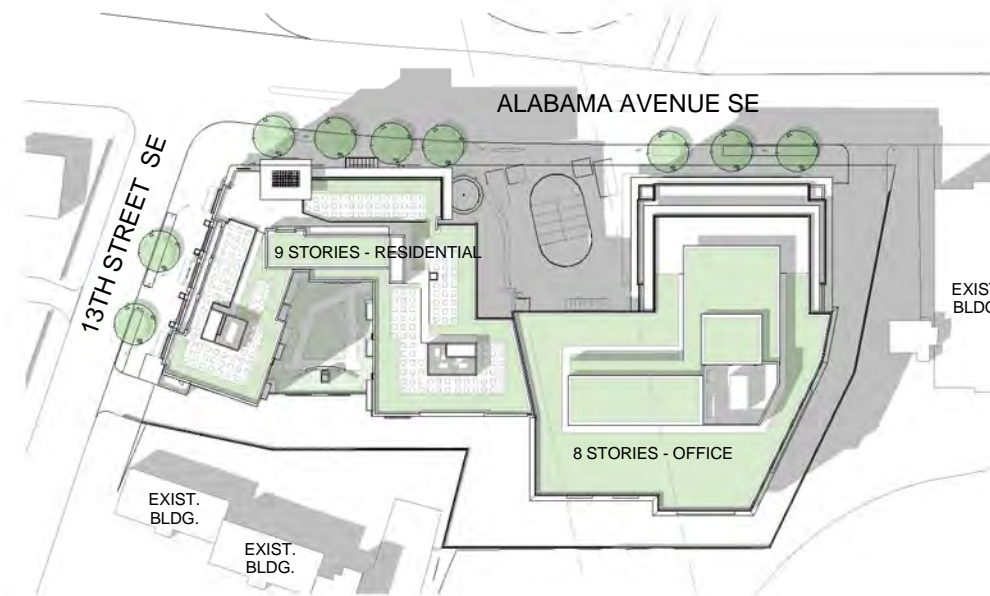 ALABAMA AVENUE SE
13TH STREET SE
9 STORIES - RESIDENTIAL
8 STORIES - OFFICE
EXIST.
BLDG.
EXIST.
BLDG.